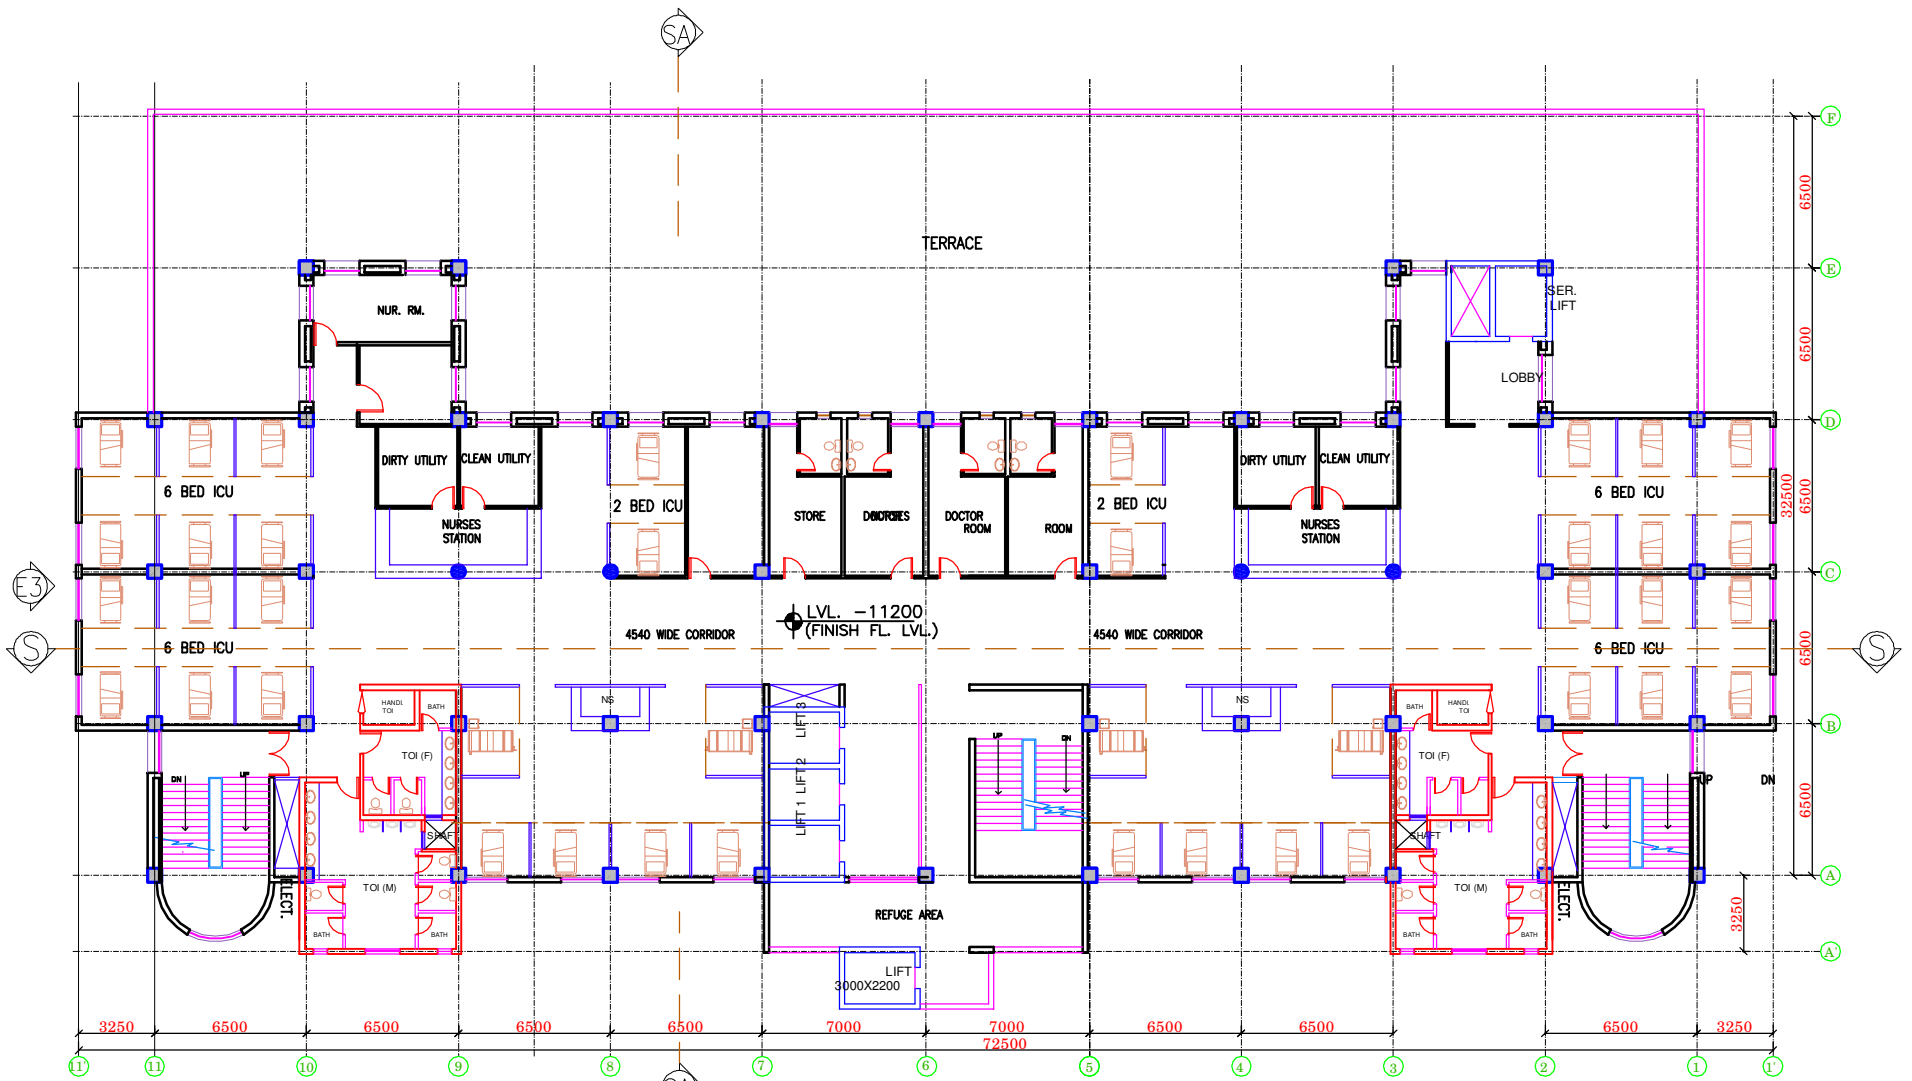 SA
F
6500
TERRACE
E
SER.
LIFT
NUR. RM.
6500
LOBBY
D
DIRTY UTILITY
CLEAN UTILITY
DIRTY UTILITY
CLEAN UTILITY
6 BED ICU
2 BED ICU
2 BED ICU
6 BED ICU
6500
32500
STORE
DOCTOR
ROOM
ROOM
NURSES
STATION
NURSES
STATION
C
E3
LVL. -11200
(FINISH FL. LVL.)
4540 WIDE CORRIDOR
4540 WIDE CORRIDOR
S
6 BED ICU
6 BED ICU
6500
S
HANDI.
TOI
BATH
NS
LIFT 3
NS
BATH
HANDI.
TOI
B
UP
DN
TOI (F)
TOI (F)
DN
UP
LIFT 2
UP
DN
LIFT 1
6500
SHAFT
SHAFT
TOI (M)
TOI (M)
A
ELECT.
ELECT.
REFUGE AREA
3250
BATH
BATH
BATH
BATH
A'
LIFT
3000X2200
3250
6500
6500
6500
6500
7000
7000
6500
6500
6500
3250
72500
11'
11
10
9
8
7
6
5
4
3
2
1
1'